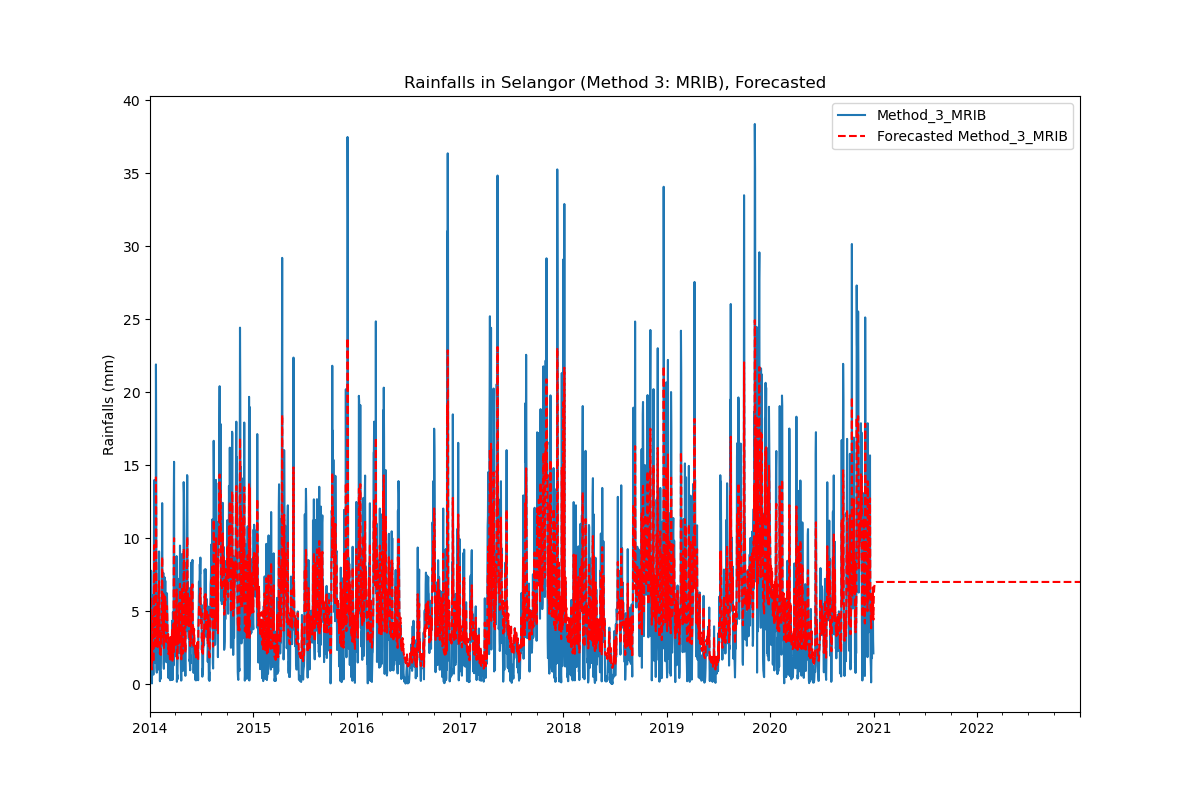 Rainfalls in Selangor (Method 3: MRIB), Forecasted
Method_3_MRIB
Forecasted Method_3_MRIB
Rainfalls (mm)
40
35
30
25
20
15
10
5
0
2014 2015 2016 2017 2018 2019 2020 2021 2022